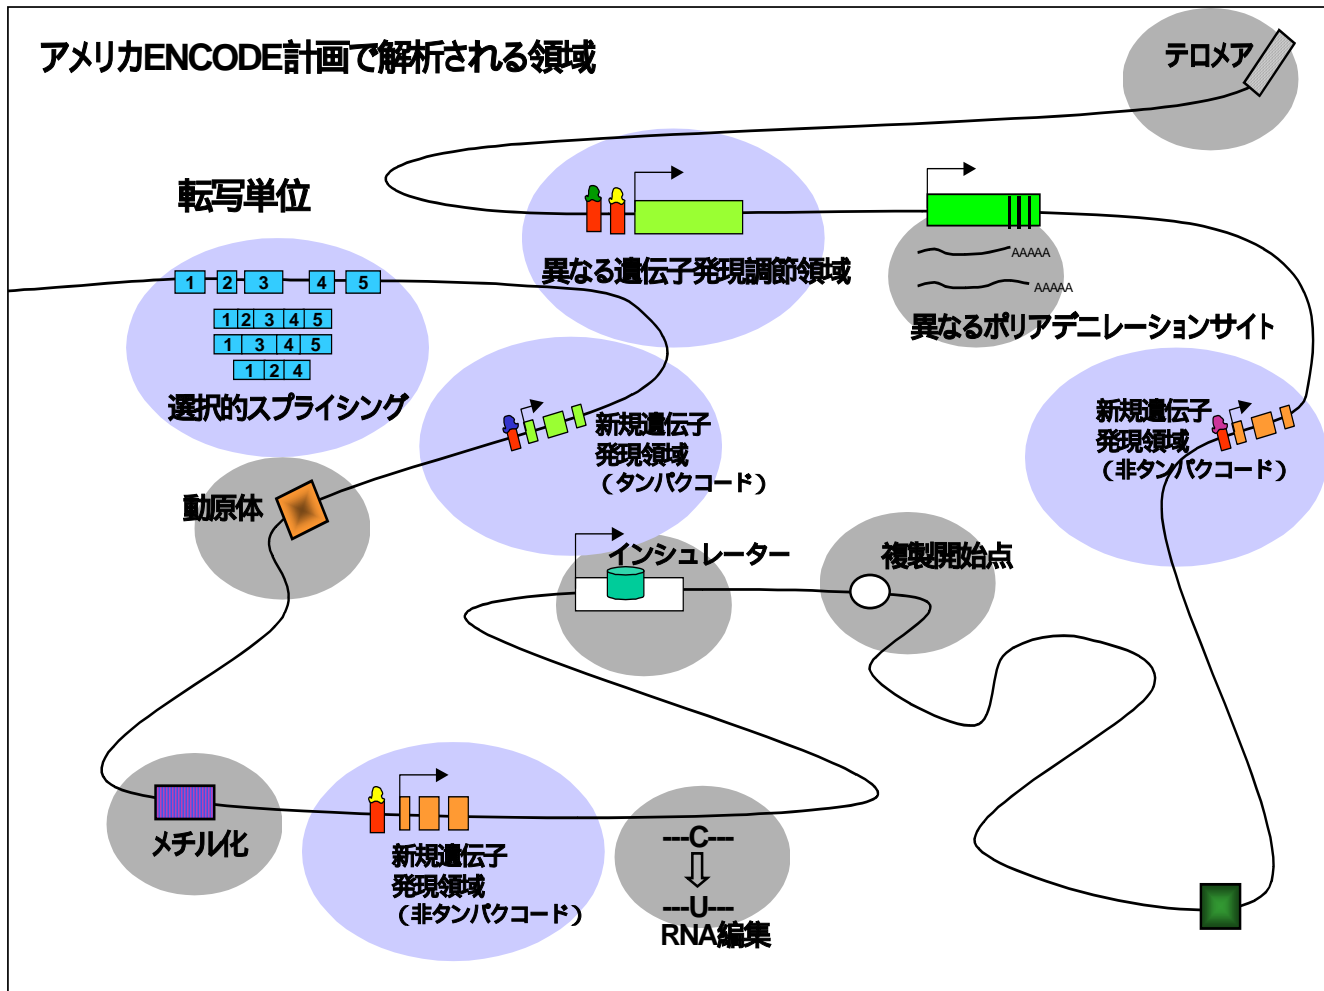 アメリカENCODE計画で解析される領域
テロメア
転写単位
異なる遺伝子発現調節領域
AAAAA
AAAAA
異なるポリアデニレーションサイト
1 2 3 4 5
1 2 3 4 5
1 3 4 5
1 2 4
選択的スプライシング
新規遺伝子
発現領域
（タンパクコード）
新規遺伝子
発現領域
（非タンパクコード）
動原体
インシュレーター
複製開始点
メチル化
新規遺伝子
発現領域
（非タンパクコード）
---C---
---U---
RNA編集